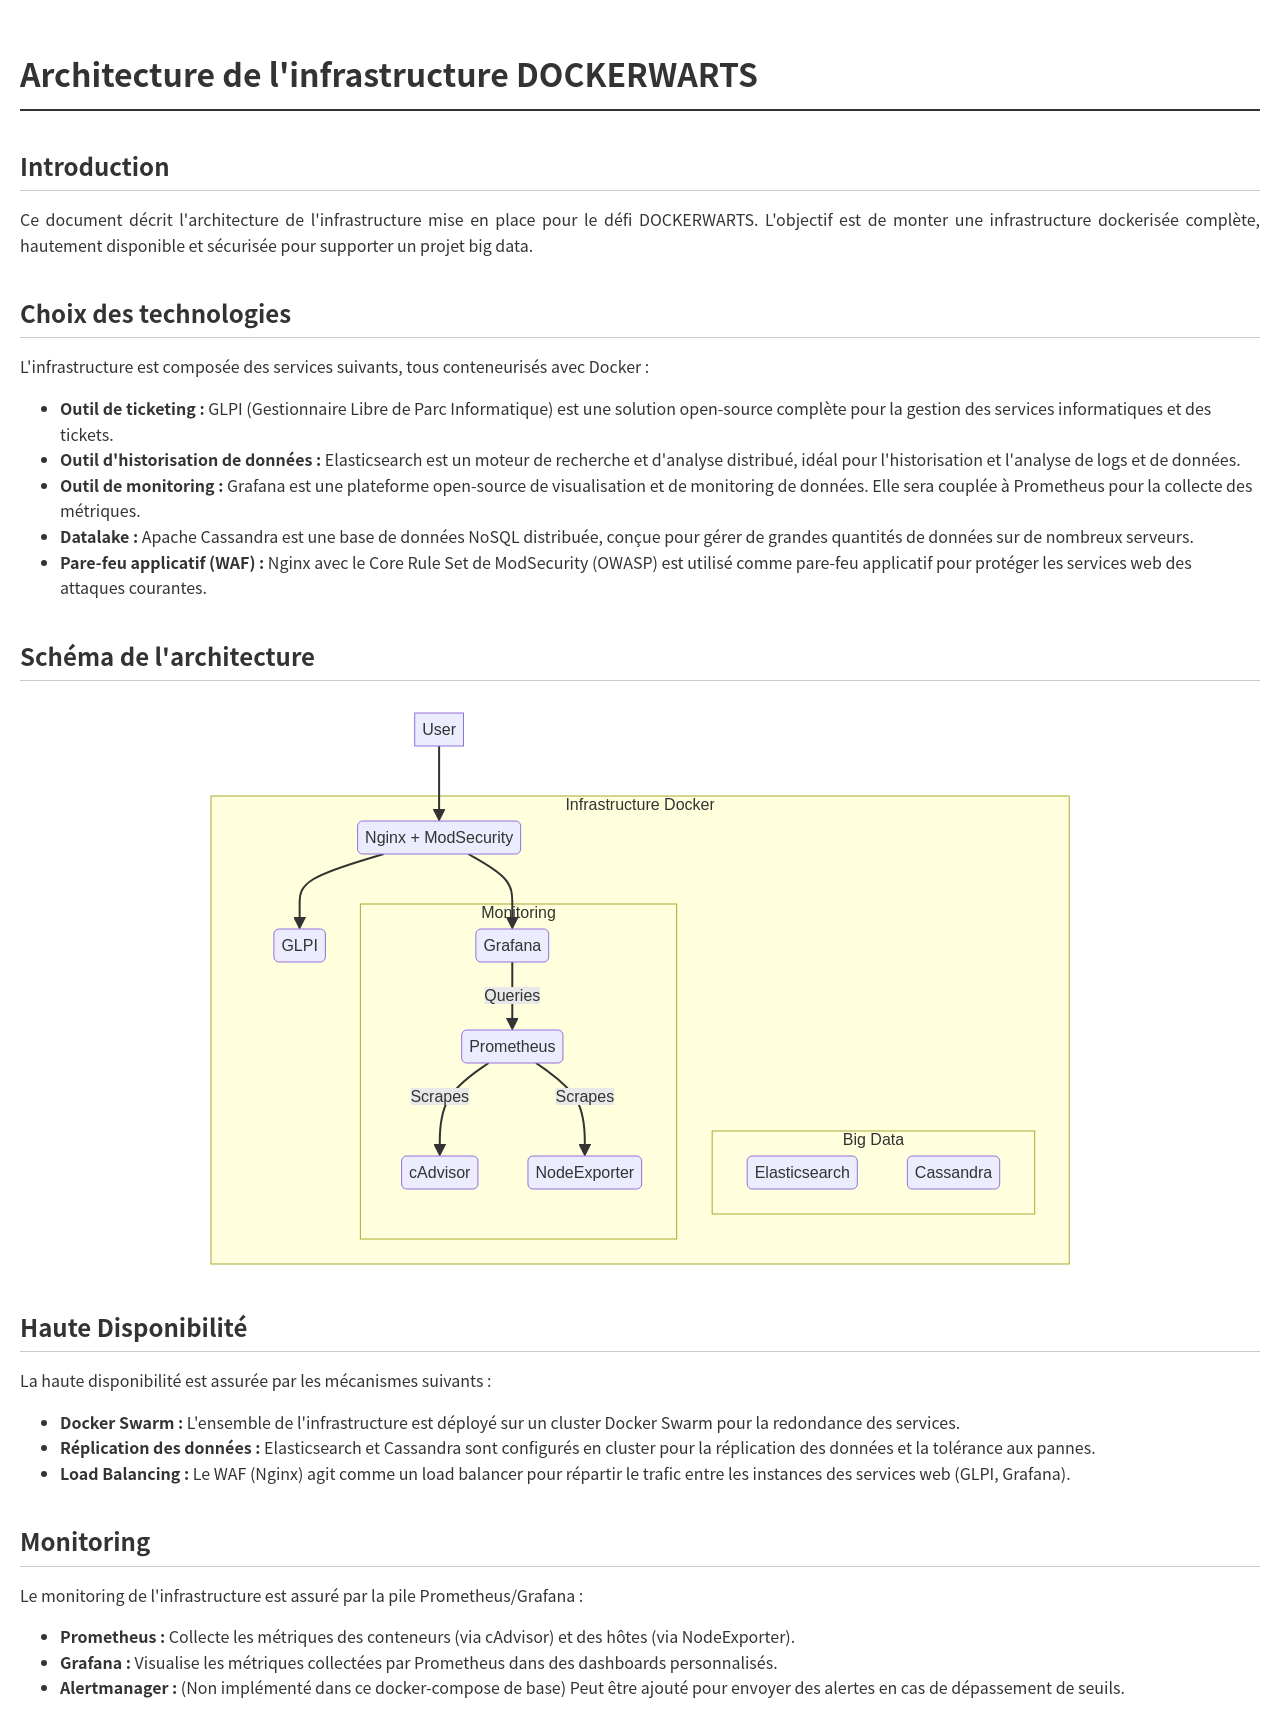 Architecture de l'infrastructure DOCKERWARTS
Introduction
Ce document décrit l'architecture de l'infrastructure mise en place pour le défi DOCKERWARTS. L'objectif est de monter une infrastructure dockerisée complète,
hautement disponible et sécurisée pour supporter un projet big data.
Choix des technologies
L'infrastructure est composée des services suivants, tous conteneurisés avec Docker :
• Outil de ticketing : GLPI (Gestionnaire Libre de Parc Informatique) est une solution open-source complète pour la gestion des services informatiques et des
tickets.
• Outil d'historisation de données : Elasticsearch est un moteur de recherche et d'analyse distribué, idéal pour l'historisation et l'analyse de logs et de données.
• Outil de monitoring : Grafana est une plateforme open-source de visualisation et de monitoring de données. Elle sera couplée à Prometheus pour la collecte des
métriques.
• Datalake : Apache Cassandra est une base de données NoSQL distribuée, conçue pour gérer de grandes quantités de données sur de nombreux serveurs.
• Pare-feu applicatif (WAF) : Nginx avec le Core Rule Set de ModSecurity (OWASP) est utilisé comme pare-feu applicatif pour protéger les services web des
attaques courantes.
Schéma de l'architecture
User
Infrastructure Docker
Nginx + ModSecurity
Monitoring
GLPI
Grafana
Queries
Prometheus
Scrapes
Scrapes
Big Data
cAdvisor
NodeExporter
Elasticsearch
Cassandra
Haute Disponibilité
La haute disponibilité est assurée par les mécanismes suivants :
• Docker Swarm : L'ensemble de l'infrastructure est déployé sur un cluster Docker Swarm pour la redondance des services.
• Réplication des données : Elasticsearch et Cassandra sont configurés en cluster pour la réplication des données et la tolérance aux pannes.
• Load Balancing : Le WAF (Nginx) agit comme un load balancer pour répartir le trafic entre les instances des services web (GLPI, Grafana).
Monitoring
Le monitoring de l'infrastructure est assuré par la pile Prometheus/Grafana :
• Prometheus : Collecte les métriques des conteneurs (via cAdvisor) et des hôtes (via NodeExporter).
• Grafana : Visualise les métriques collectées par Prometheus dans des dashboards personnalisés.
• Alertmanager : (Non implémenté dans ce docker-compose de base) Peut être ajouté pour envoyer des alertes en cas de dépassement de seuils.